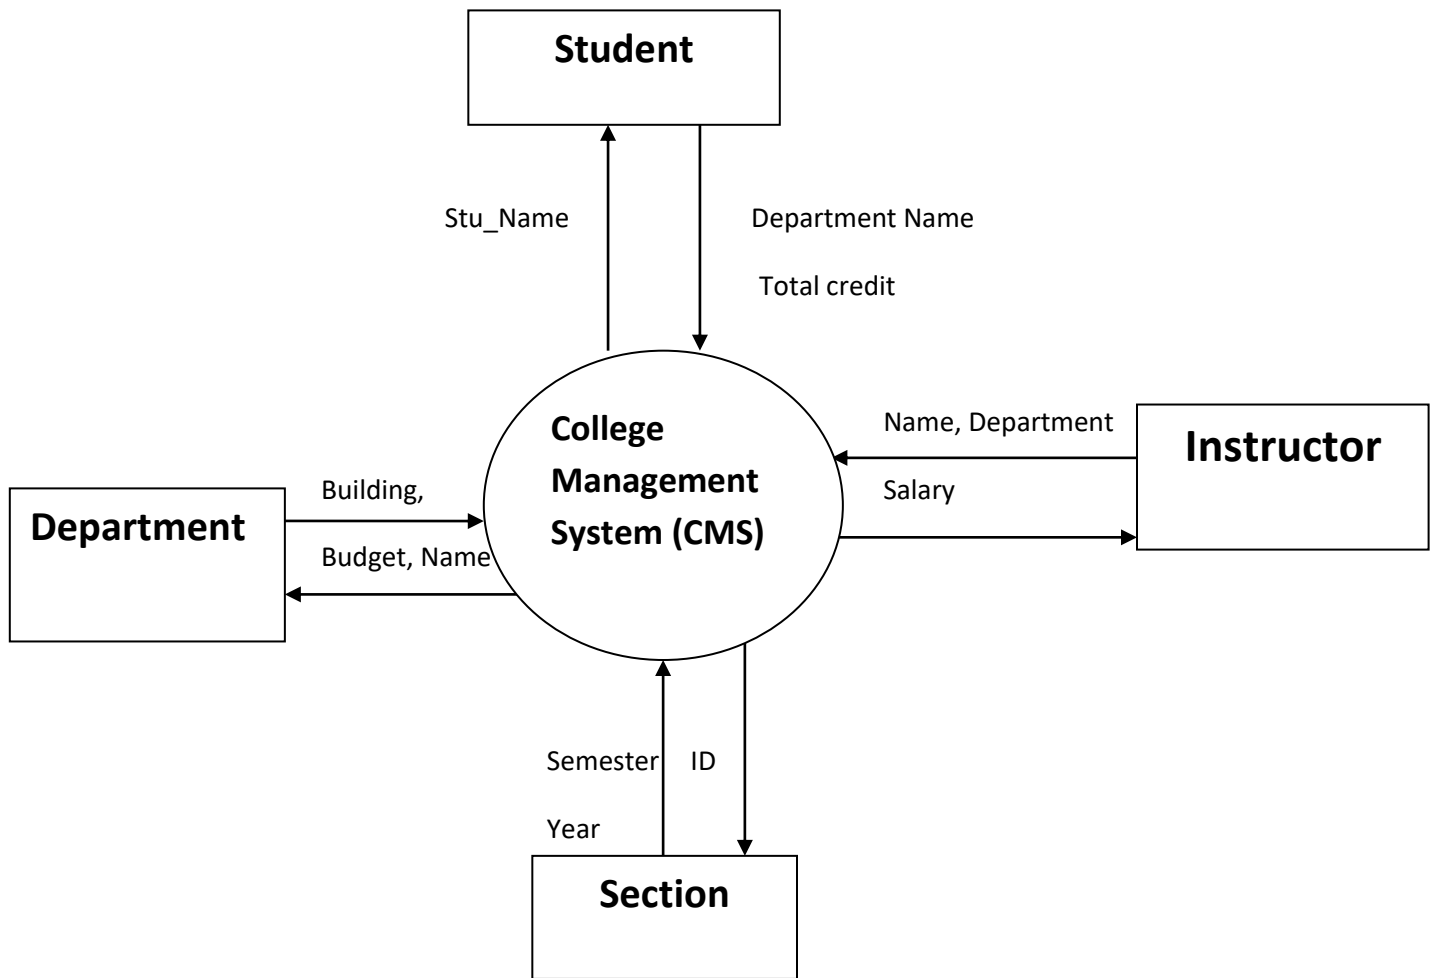 Student
Stu_Name
Department Name
Total credit
College
Management
System (CMS)
Name, Department
Salary
Instructor
Department
Building,
Budget, Name
Semester
ID
Year
Section